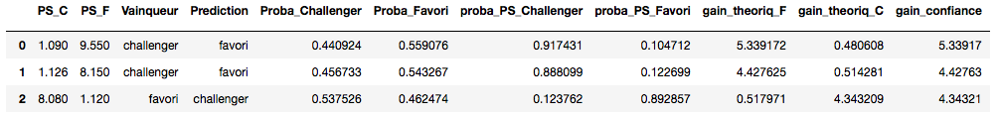 PS_C PS_F Vainqueur Prediction Proba_Challenger Proba_Favori proba_PS_Challenger proba_PS_Favori gain_theoriq_F gain_theoriq_C gain_confiance
0 1.090 9.550 challenger favori 0.440924 0.559076 0.917431 0.104712 5.339172 0.480608 5.33917
1 1.126 8.150 challenger favori 0.456733 0.543267 0.888099 0.122699 4.427625 0.514281 4.42763
2 8.080 1.120 favori challenger 0.537526 0.462474 0.123762 0.892857 0.517971 4.343209 4.34321